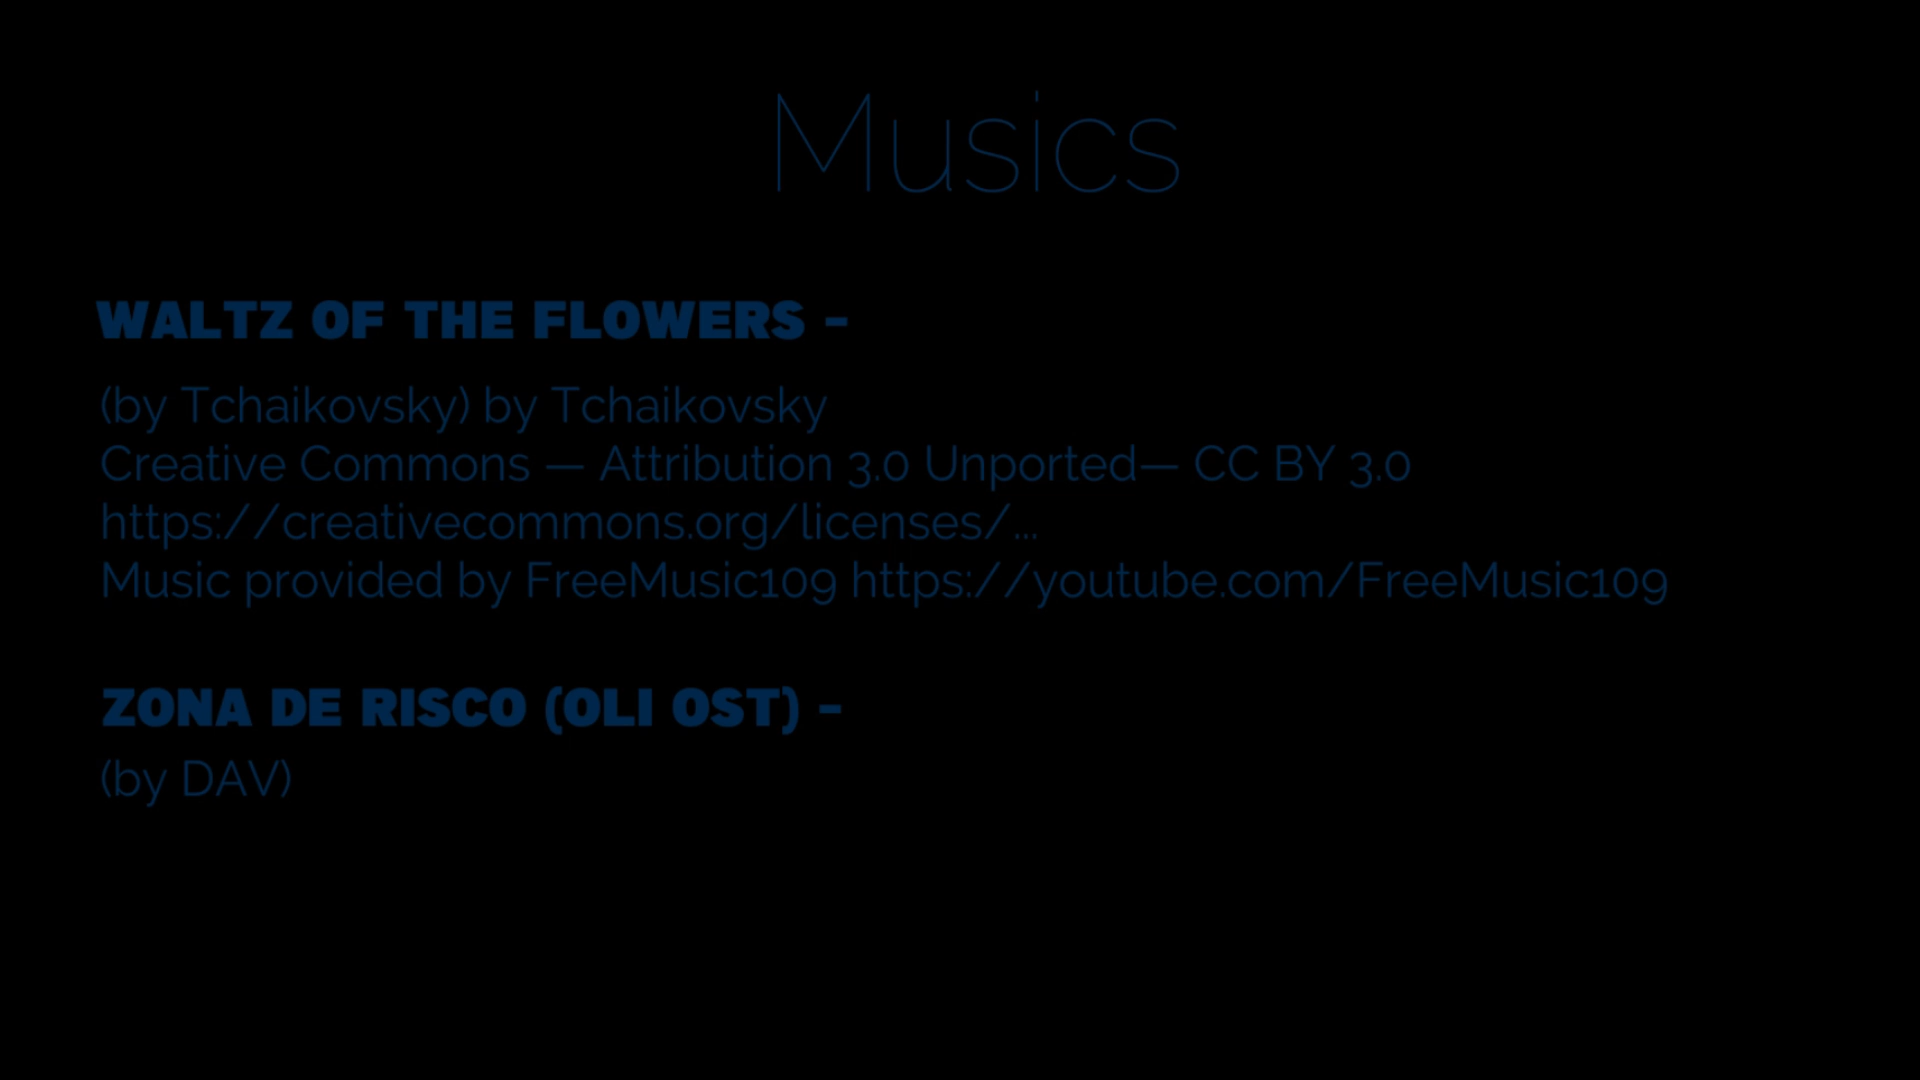 Musics
WALTZ OF THE FLOWERS -
(by Tchaikovsky) by Tchaikovsky
Creative Commons — Attribution 3.0 Unported— CC BY 3.0
https://creativecommons.org/licenses/...
Music provided by FreeMusic109 https://youtube.com/FreeMusic109
ZONA DE RISCO (OLI OST) -
(by DAV)